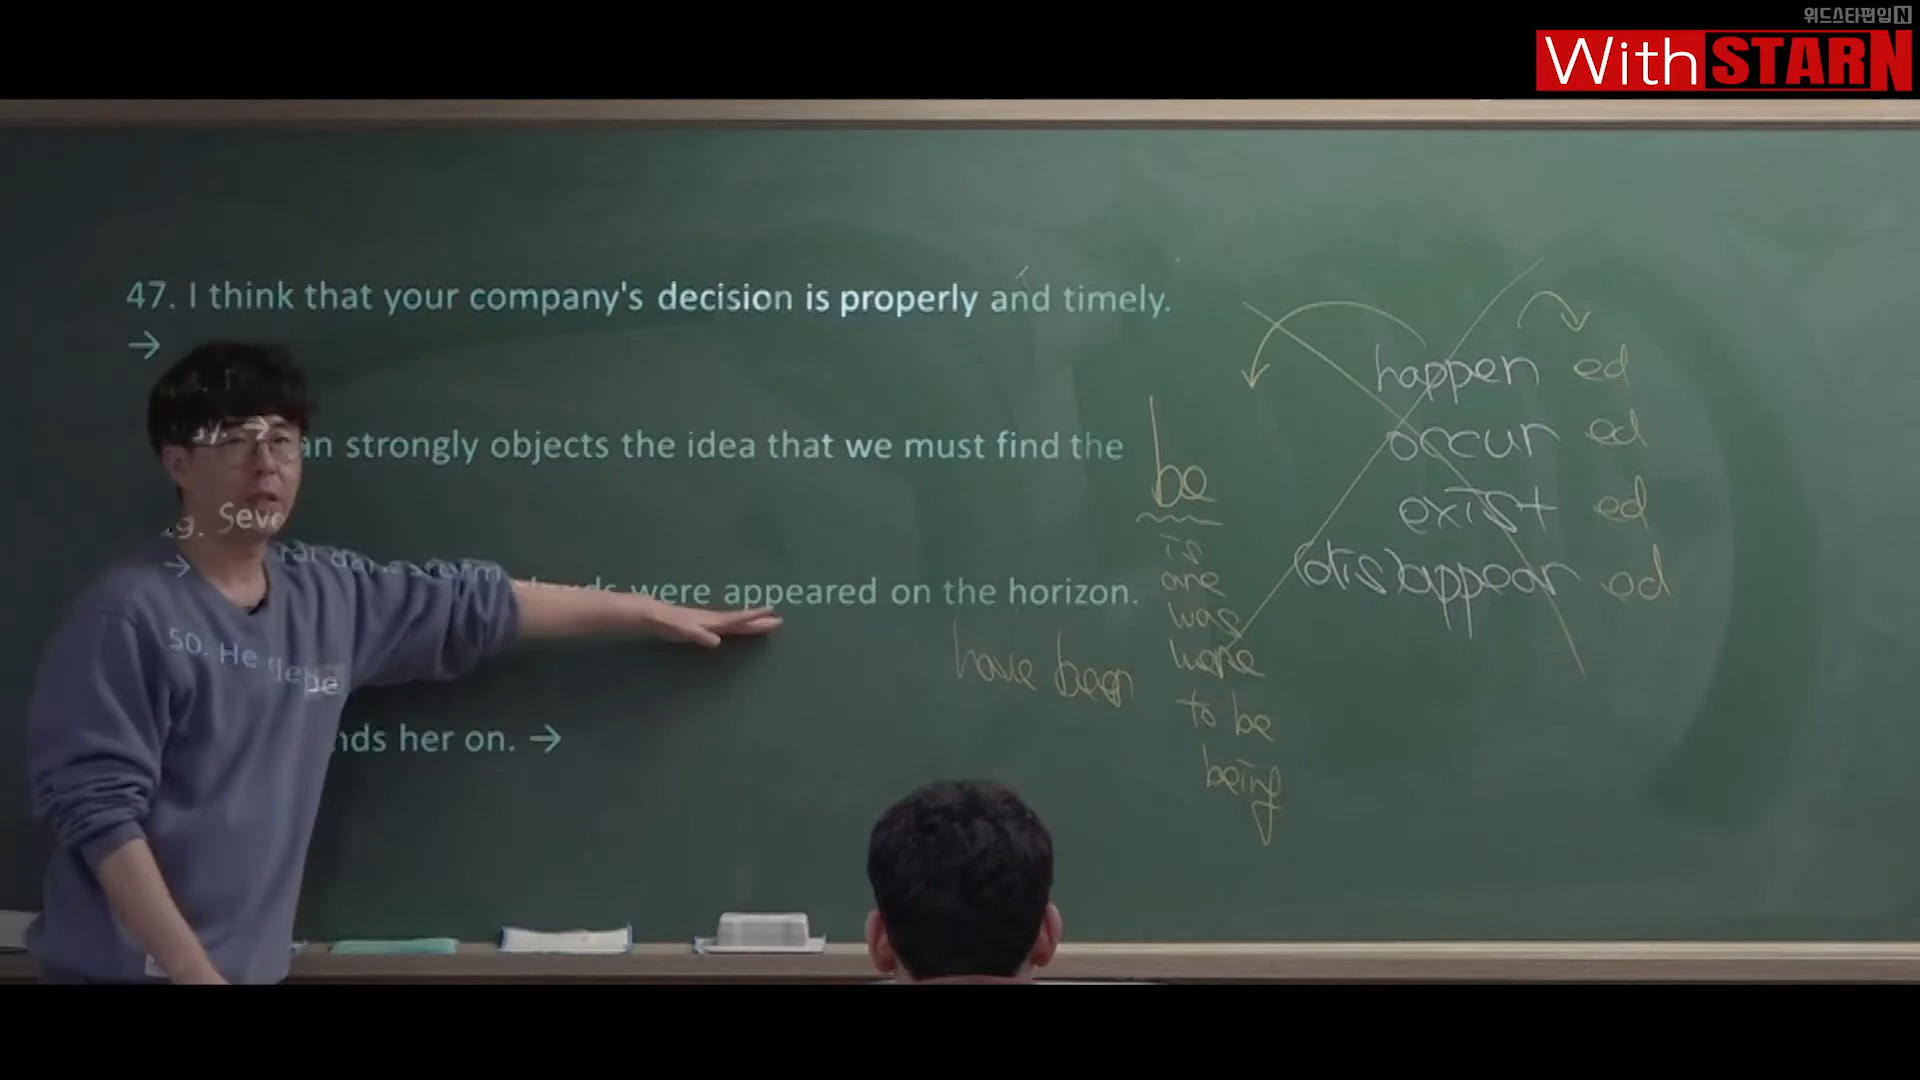 위드스타편입N
With STARN
47. I think that your company's decision is properly and timely.
→
an strongly objects the idea that we must find the
→
were appeared on the horizon.
→
50. He
nds her on. →
be
is
are
was
were
to be
being
have been
happen ed
occur ed
exist ed
(dis)appear ed